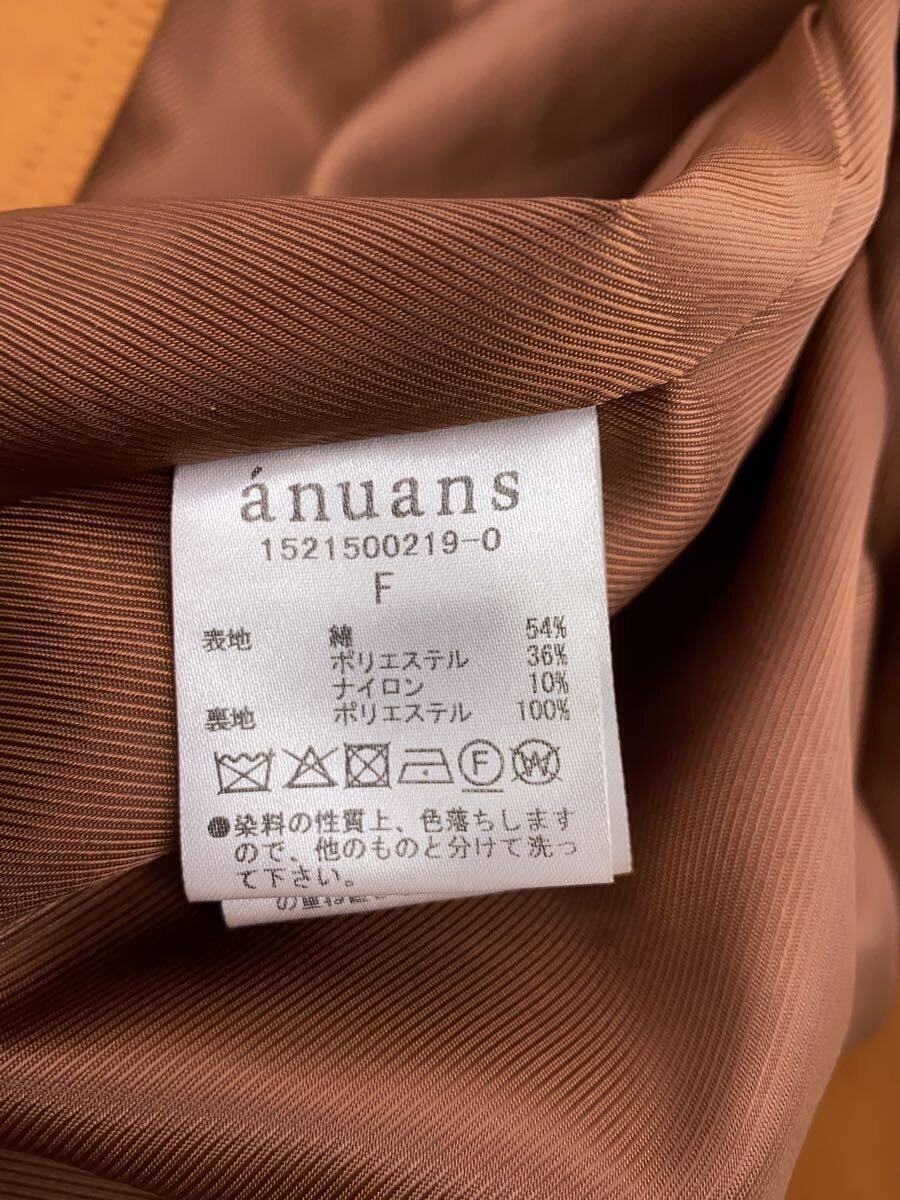 ánuans
1521500219-0
F
表地 綿 54%
ポリエステル 36%
ナイロン 10%
裏地 ポリエステル 100%
F W
●染料の性質上、色落ちします
ので、他のものと分けて洗っ
て下さい。